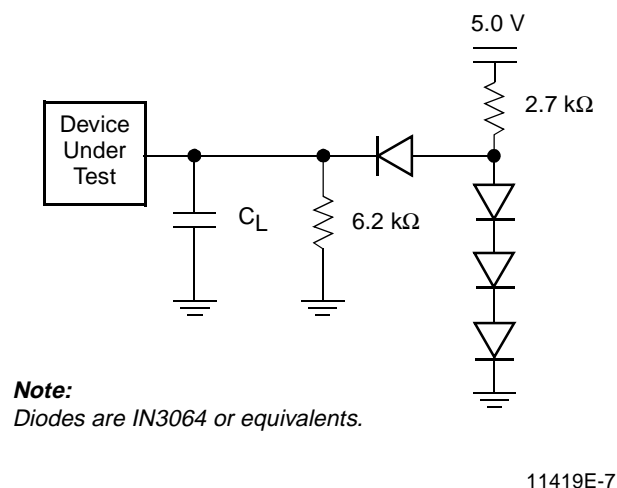 5.0 V
2.7 kΩ
Device
Under
Test
CL
6.2 kΩ
Note:
Diodes are IN3064 or equivalents.
11419E-7